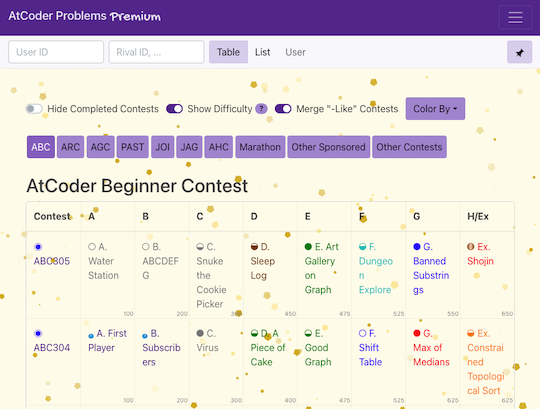 AtCoder Problems Premium
User ID
Rival ID, ...
Table
List
User
Hide Completed Contests
Show Difficulty
?
Merge "-Like" Contests
Color By
ABC
ARC
AGC
PAST
JOI
JAG
AHC
Marathon
Other Sponsored
Other Contests
AtCoder Beginner Contest
Contest A B C D E F G H/Ex
ABC305
A. Water Station
100
B. ABCDEF G
200
C. Snuke the Cookie Picker
300
D. Sleep Log
450
E. Art Gallery on Graph
475
F. Dungeon Explore
525
G. Banned Substrings
575
Ex. Shojin
650
ABC304
A. First Player
100
B. Subscribers
200
C. Virus
300
D. A Piece of Cake
400
E. Good Graph
475
F. Shift Table
525
G. Max of Medians
625
Ex. Constrained Topological Sort
650